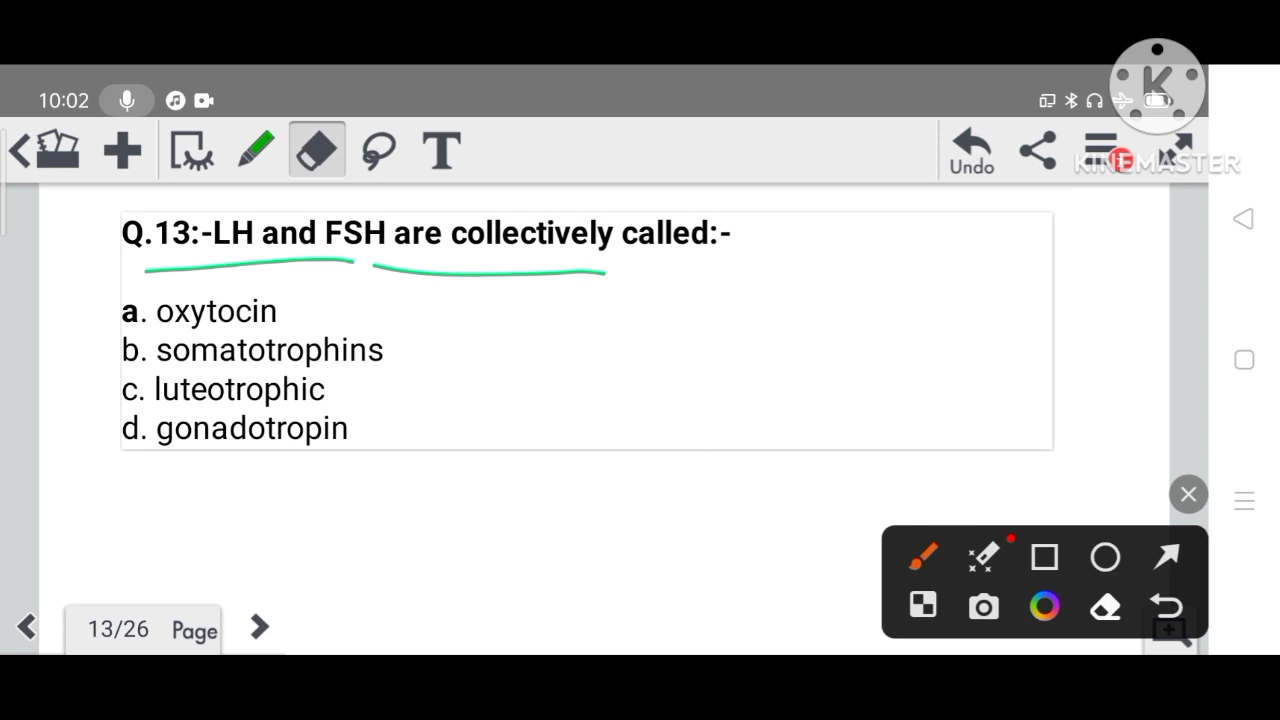 10:02
K
KINEMASTER
T
Undo
Q.13:-LH and FSH are collectively called:-
a. oxytocin
b. somatotrophins
c. luteotrophic
d. gonadotropin
13/26 Page